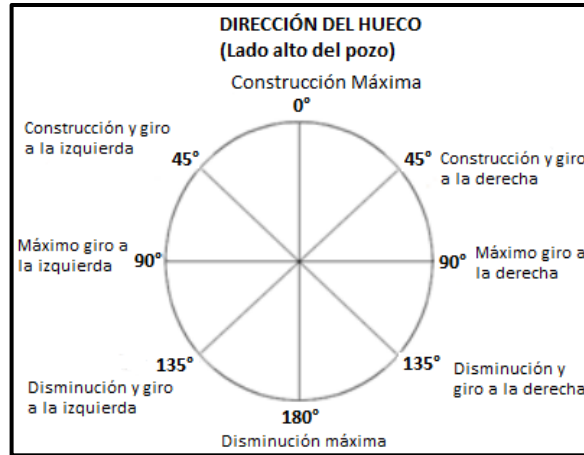 DIRECCIÓN DEL HUECO
(Lado alto del pozo)
Construcción Máxima
0°
Construcción y giro
a la izquierda
45°
45°
Construcción y giro
a la derecha
Máximo giro a
la izquierda
90°
90°
Máximo giro a
la derecha
135°
135°
Disminución y giro
a la izquierda
Disminución y
giro a la derecha
180°
Disminución máxima